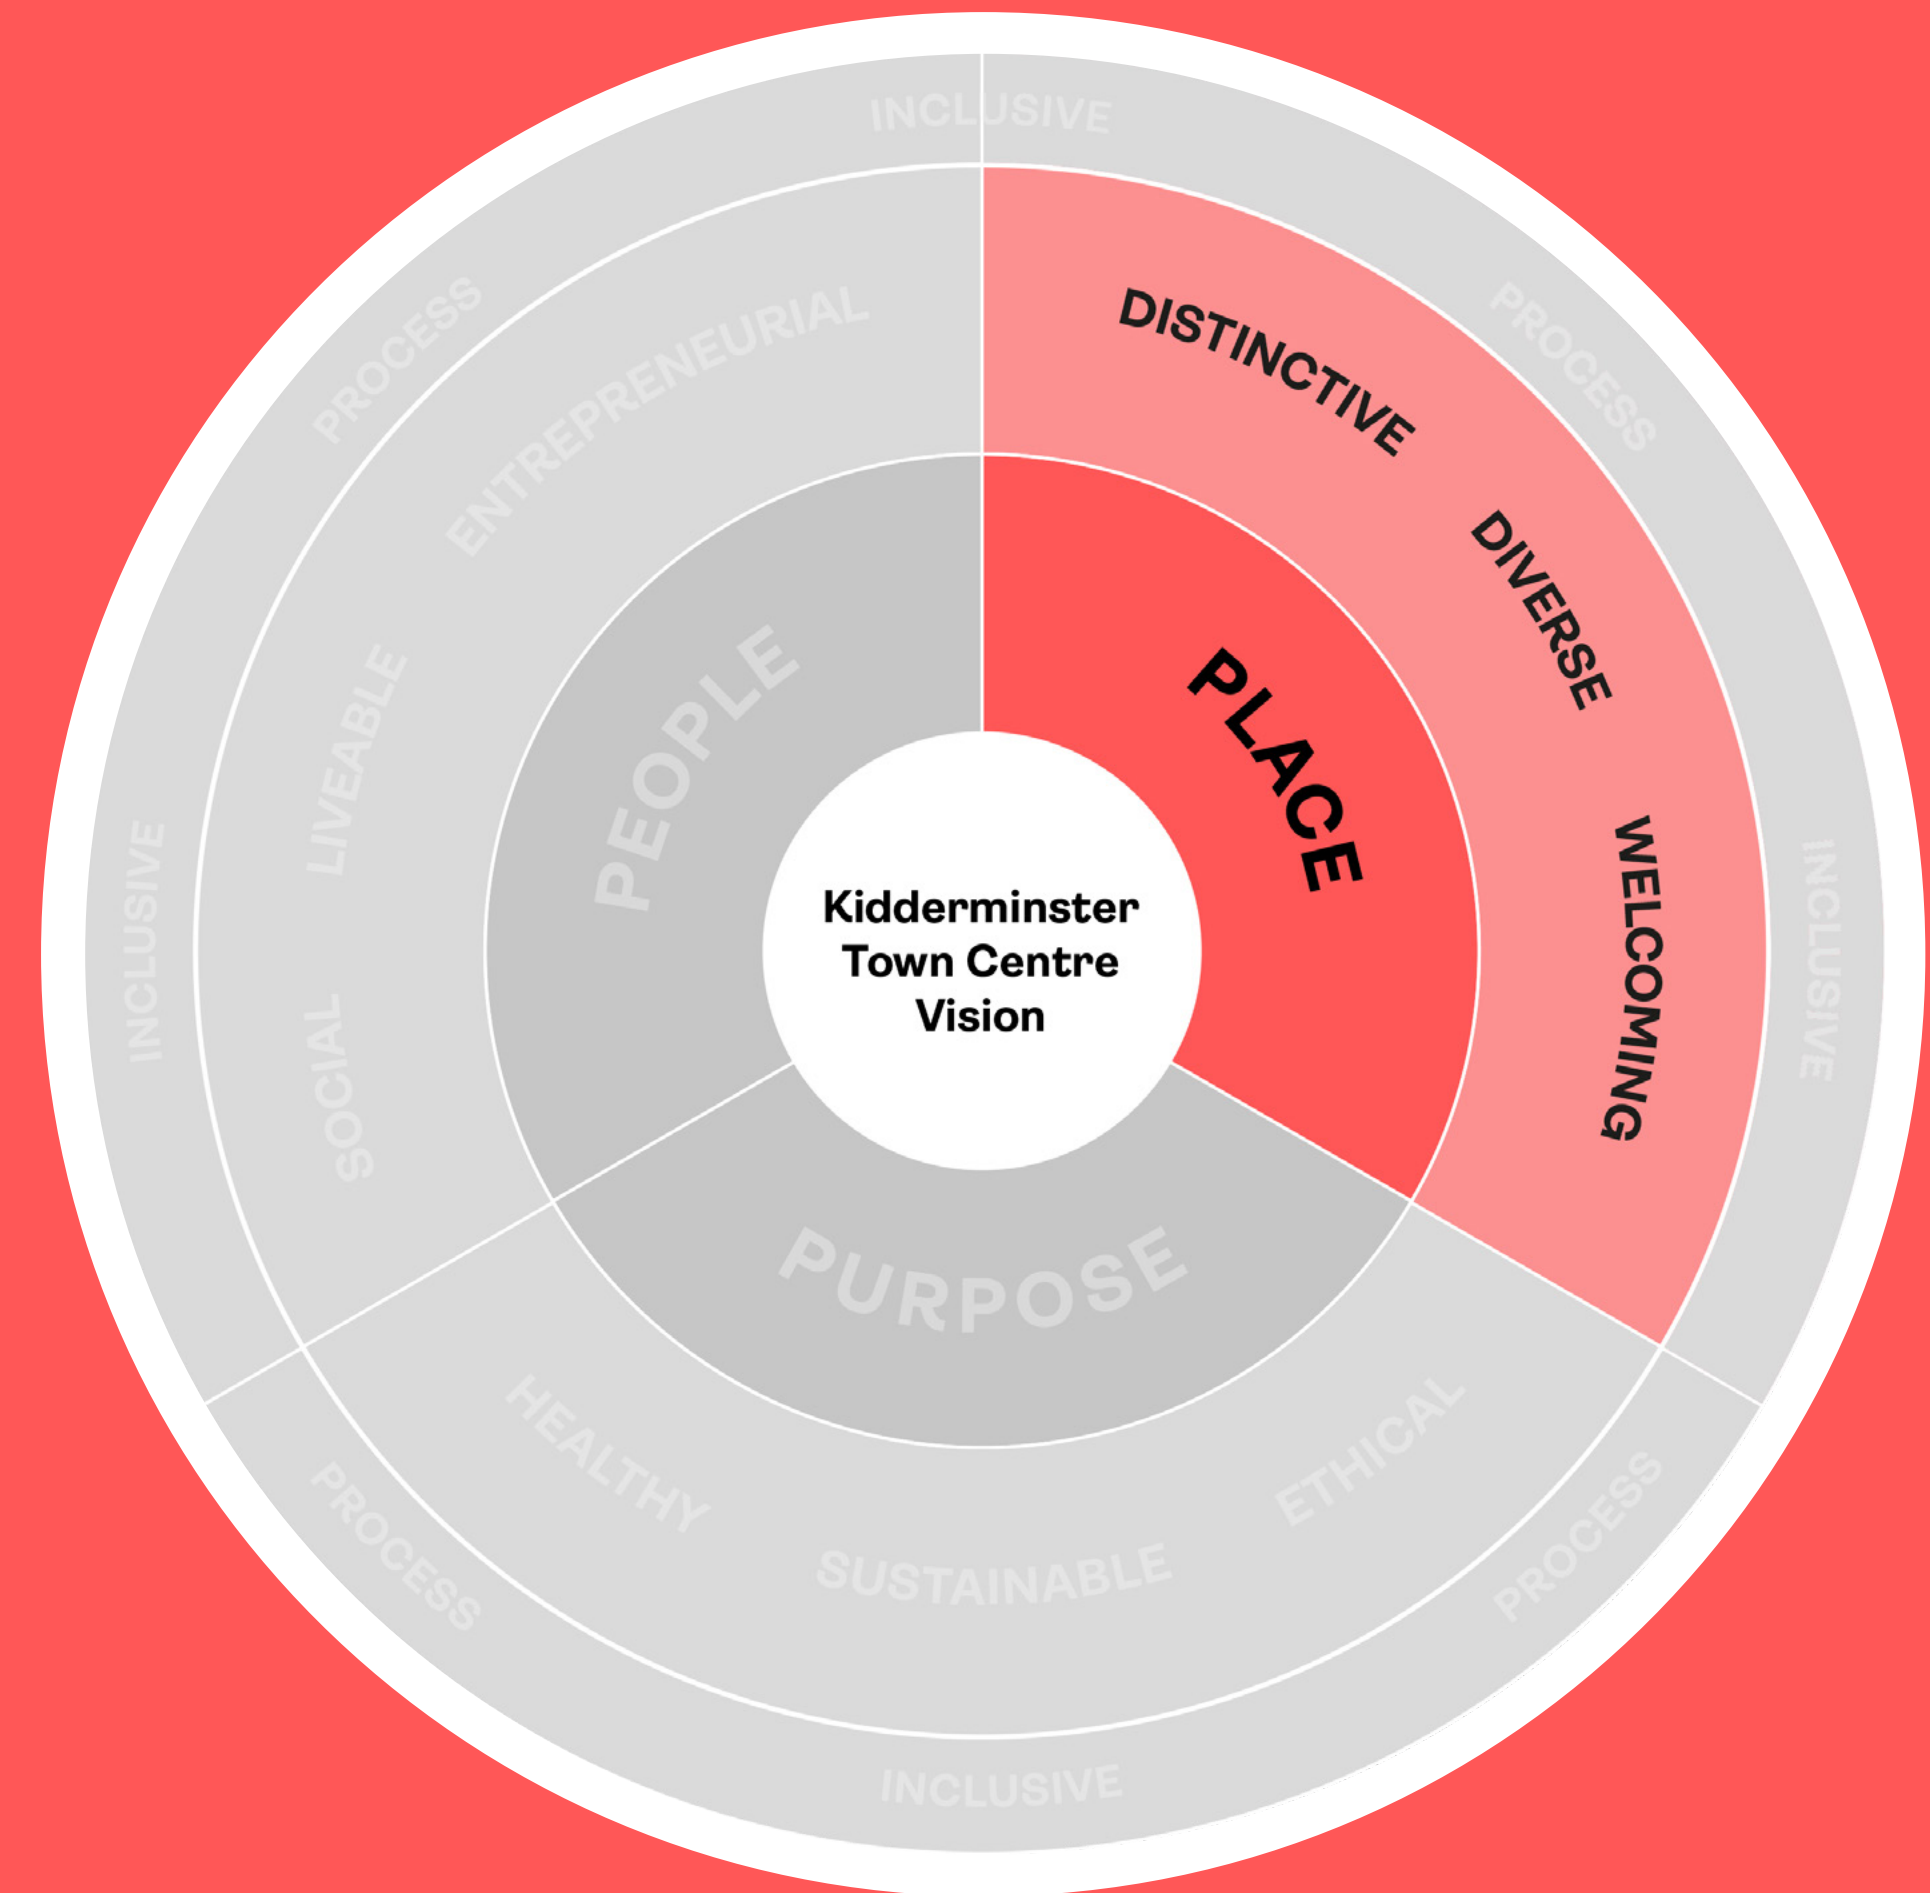 INCLUSIVE
PROCESS
PROCESS
ENTREPRENEURIAL
DISTINCTIVE
DIVERSE
LIVEABLE
PEOPLE
PLACE
WELCOMING
INCLUSIVE
INCLUSIVE
Kidderminster
Town Centre
Vision
SOCIAL
PURPOSE
HEALTHY
ETHICAL
SUSTAINABLE
PROCESS
PROCESS
INCLUSIVE